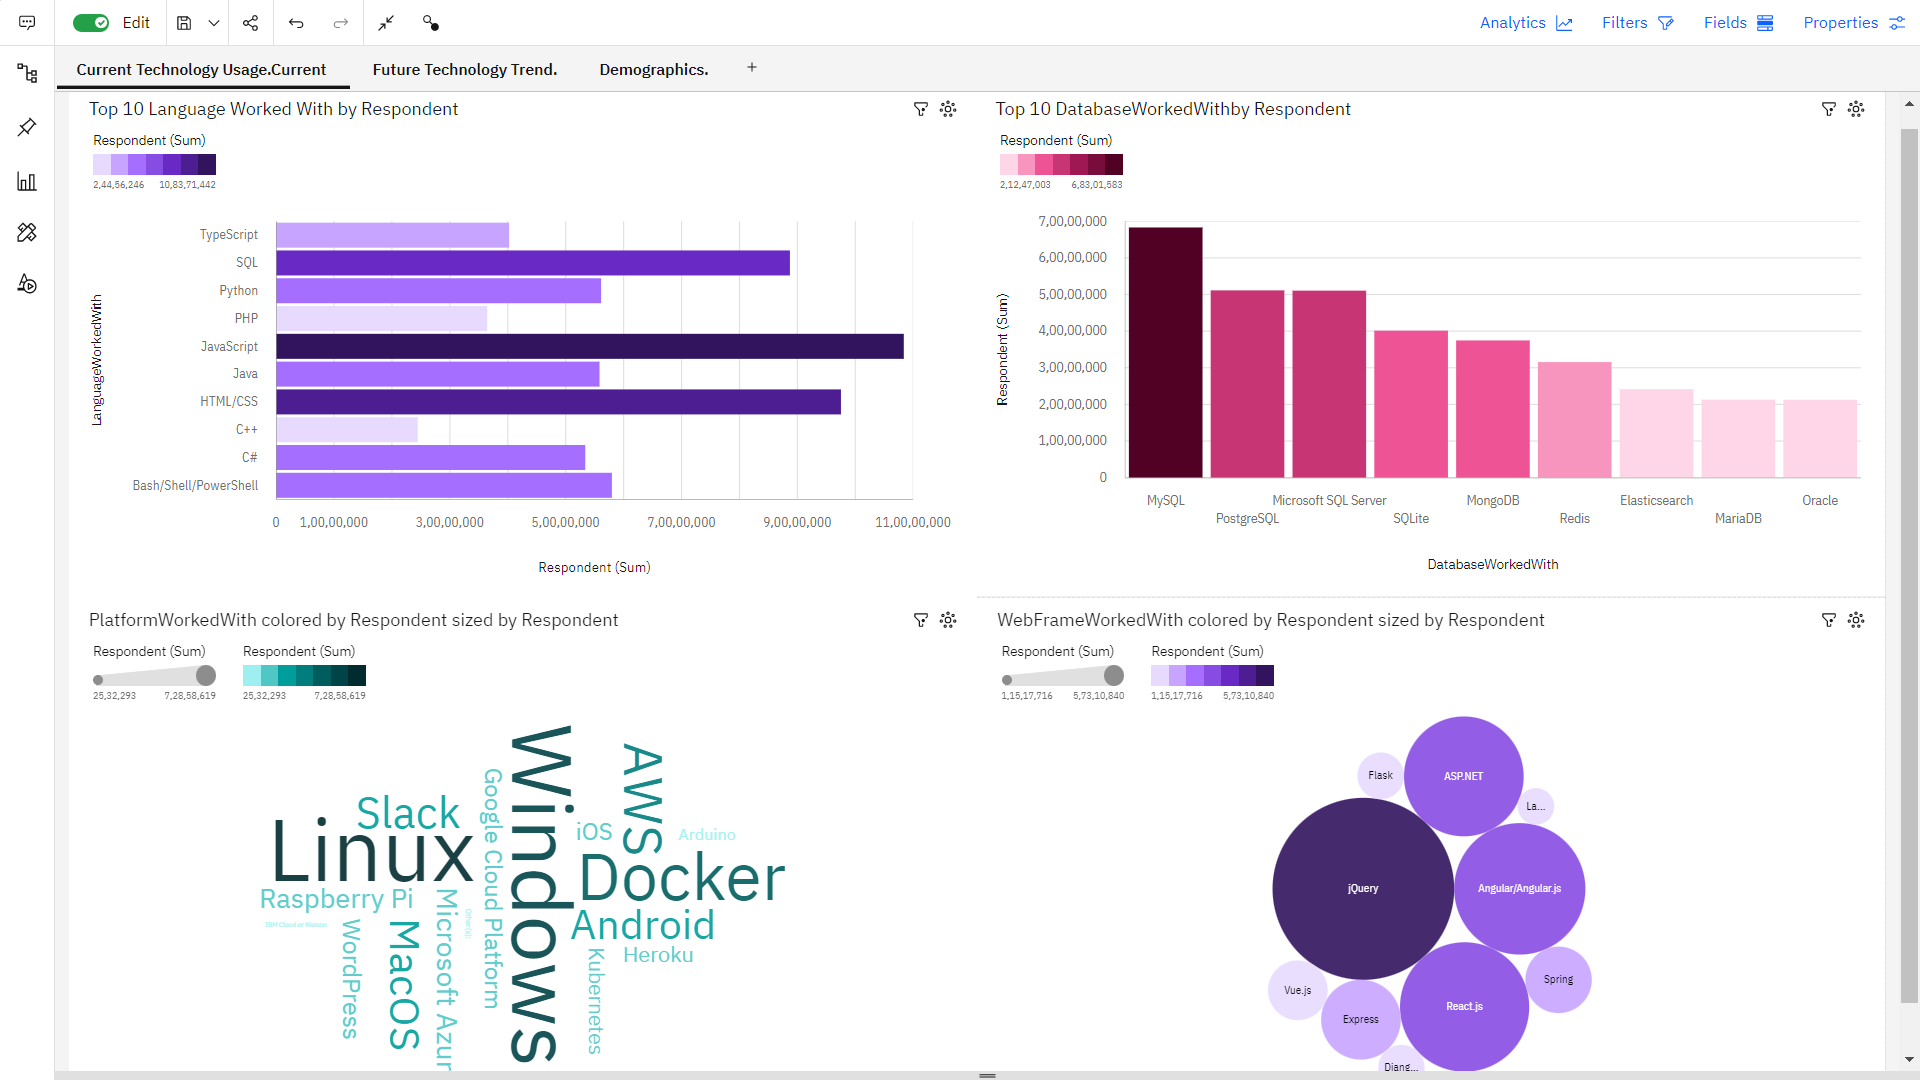 Edit
Analytics
Filters
Fields
Properties
Current Technology Usage.Current
Future Technology Trend.
Demographics.
+
Top 10 Language Worked With by Respondent
Respondent (Sum)
2,44,56,246 10,83,71,442
LanguageWorkedWith
TypeScript
SQL
Python
PHP
JavaScript
Java
HTML/CSS
C++
C#
Bash/Shell/PowerShell
0 1,00,00,000 3,00,00,000 5,00,00,000 7,00,00,000 9,00,00,000 11,00,00,000
Respondent (Sum)
Top 10 DatabaseWorkedWithby Respondent
Respondent (Sum)
2,12,47,003 6,83,01,583
Respondent (Sum)
7,00,00,000
6,00,00,000
5,00,00,000
4,00,00,000
3,00,00,000
2,00,00,000
1,00,00,000
0
MySQL
PostgreSQL
Microsoft SQL Server
SQLite
MongoDB
Redis
Elasticsearch
MariaDB
Oracle
DatabaseWorkedWith
PlatformWorkedWith colored by Respondent sized by Respondent
Respondent (Sum)
25,32,293 7,28,58,619
Respondent (Sum)
25,32,293 7,28,58,619
Windows
AWS
Google Cloud Platform
Slack
iOS
Arduino
Linux
Docker
Raspberry Pi
Microsoft Azur
Other(s):
Android
IBM Cloud or Watson
WordPress
MacOS
Kubernetes
Heroku
WebFrameWorkedWith colored by Respondent sized by Respondent
Respondent (Sum)
1,15,17,716 5,73,10,840
Respondent (Sum)
1,15,17,716 5,73,10,840
Flask
ASP.NET
La...
jQuery
Angular/Angular.js
Vue.js
Spring
Express
React.js
Djang...